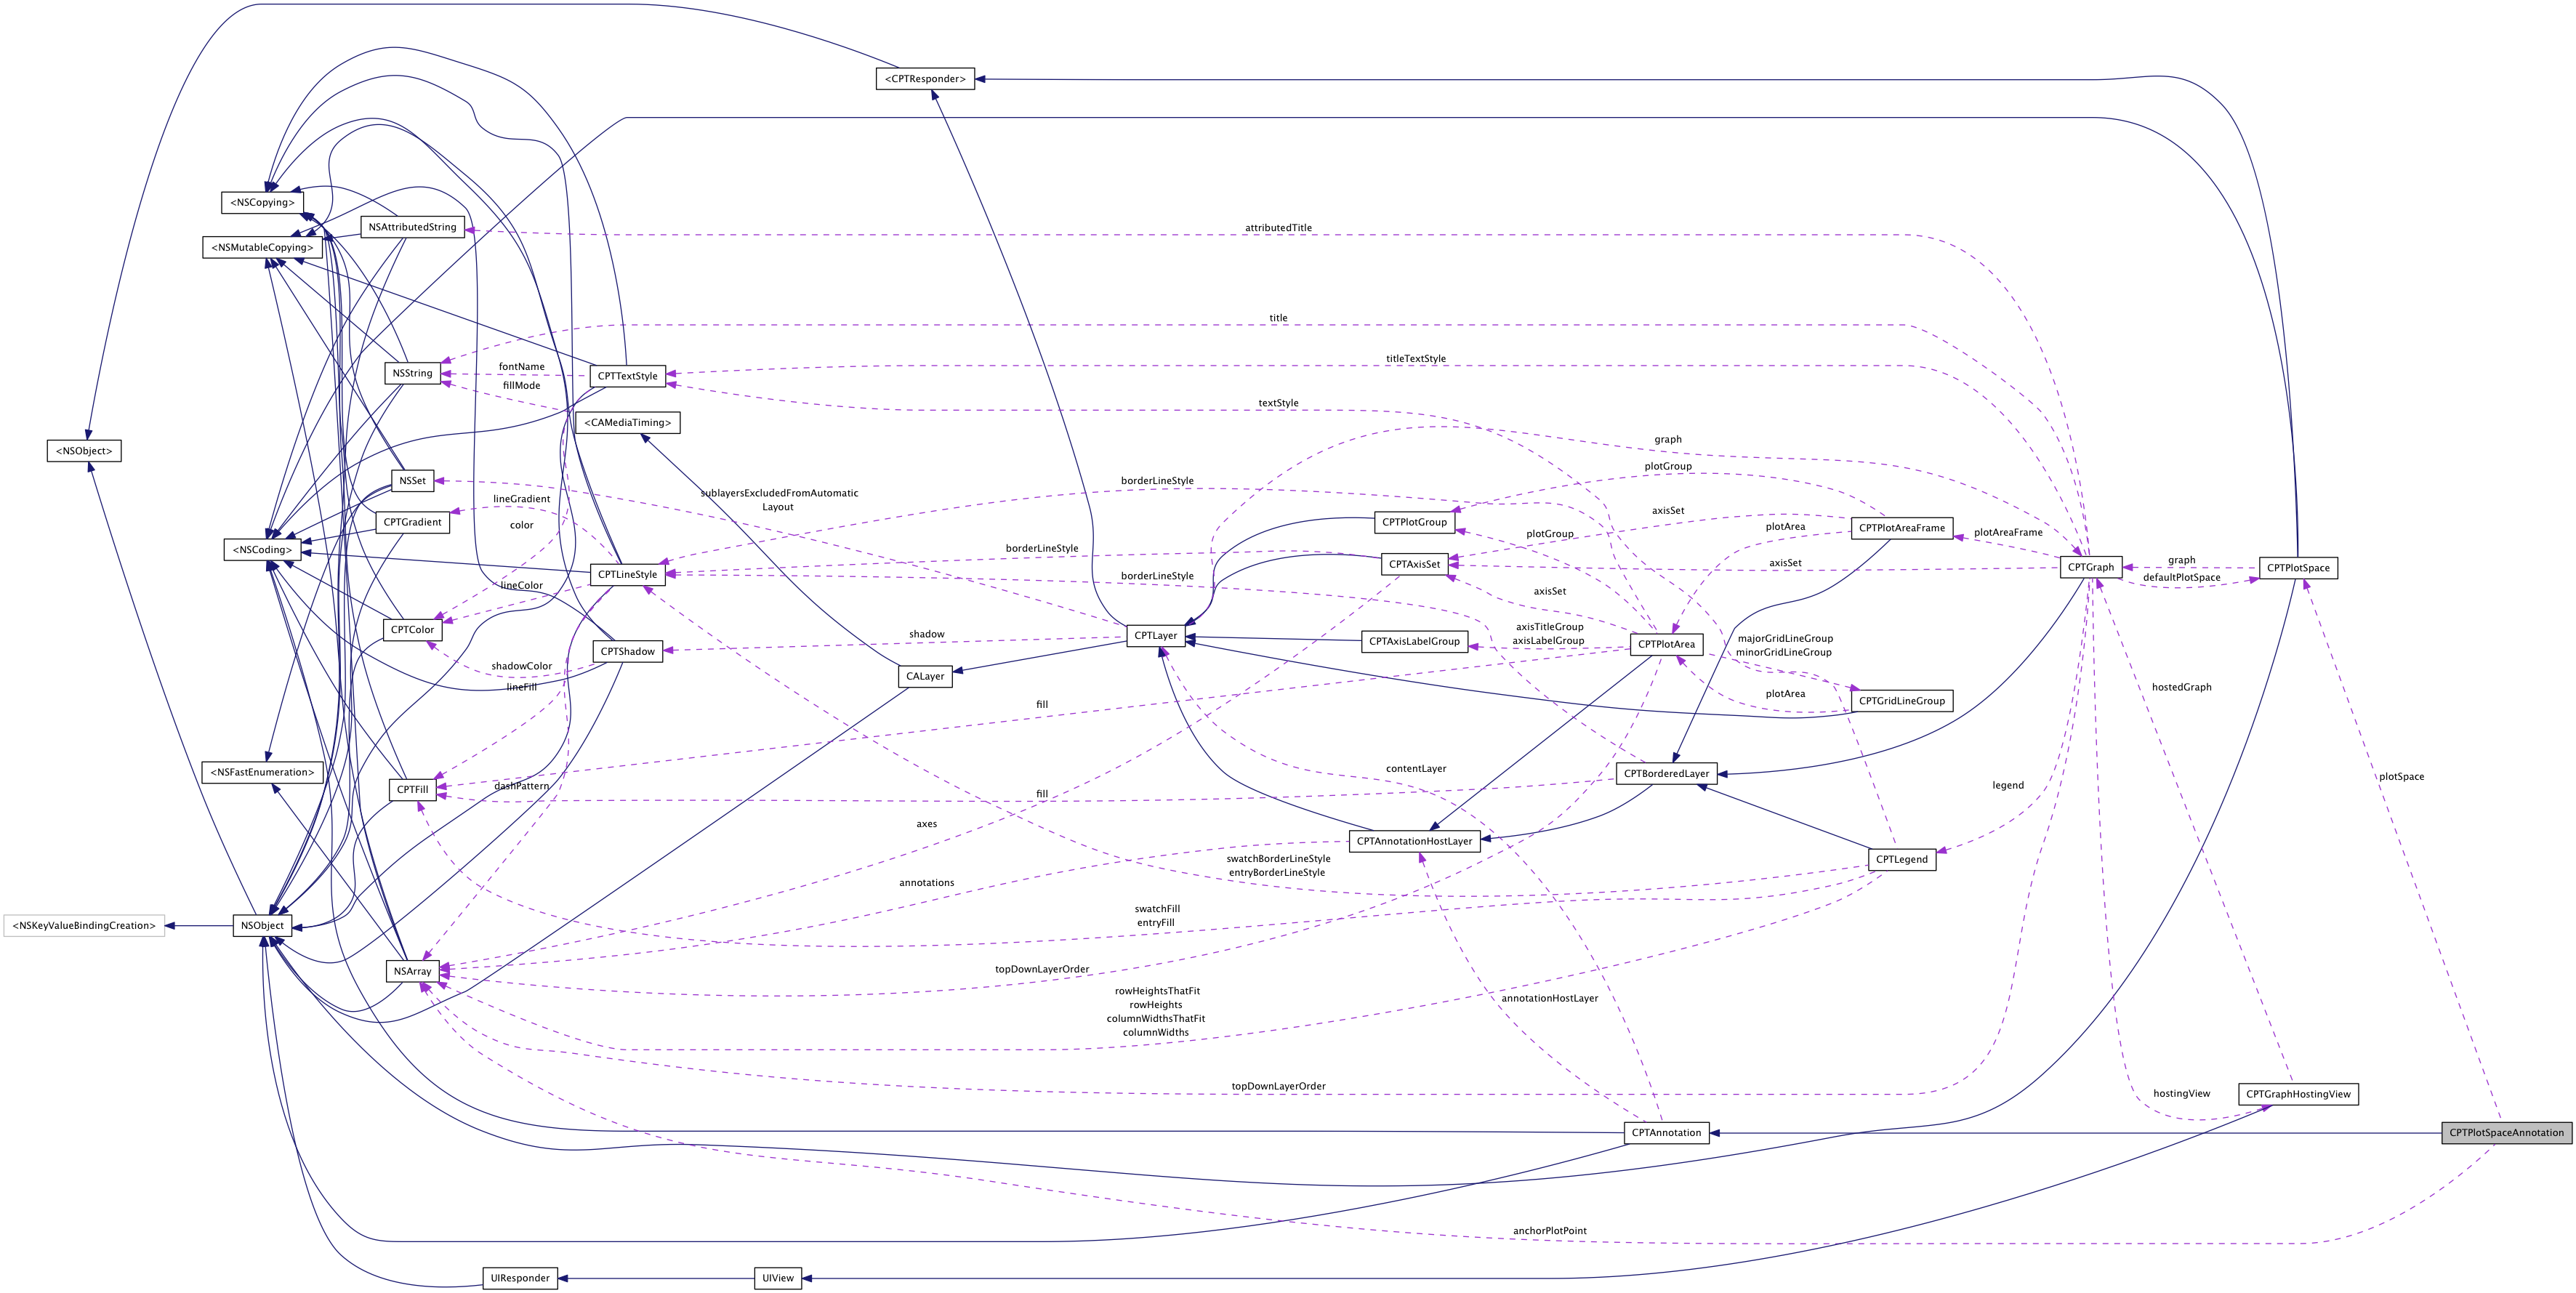 <CPTResponder>
<NSCopying>
NSAttributedString
attributedTitle
<NSMutableCopying>
title
titleTextStyle
NSString
fontName
CPTTextStyle
fillMode
textStyle
<CAMediaTiming>
graph
<NSObject>
plotGroup
NSSet
borderLineStyle
sublayersExcludedFromAutomatic
Layout
lineGradient
axisSet
CPTGradient
color
CPTPlotGroup
plotArea
CPTPlotAreaFrame
plotGroup
plotAreaFrame
<NSCoding>
borderLineStyle
CPTAxisSet
axisSet
CPTGraph
graph
defaultPlotSpace
CPTPlotSpace
CPTLineStyle
borderLineStyle
lineColor
axisSet
CPTColor
shadow
CPTLayer
axisTitleGroup
axisLabelGroup
CPTAxisLabelGroup
CPTPlotArea
majorGridLineGroup
minorGridLineGroup
CPTShadow
shadowColor
CALayer
lineFill
hostedGraph
plotArea
CPTGridLineGroup
fill
<NSFastEnumeration>
contentLayer
CPTBorderedLayer
plotSpace
CPTFill
dashPattern
fill
legend
axes
CPTAnnotationHostLayer
swatchBorderLineStyle
entryBorderLineStyle
CPTLegend
annotations
swatchFill
entryFill
<NSKeyValueBindingCreation>
NSObject
NSArray
topDownLayerOrder
rowHeightsThatFit
rowHeights
columnWidthsThatFit
columnWidths
annotationHostLayer
topDownLayerOrder
hostingView
CPTGraphHostingView
CPTAnnotation
CPTPlotSpaceAnnotation
anchorPlotPoint
UIResponder
UIView